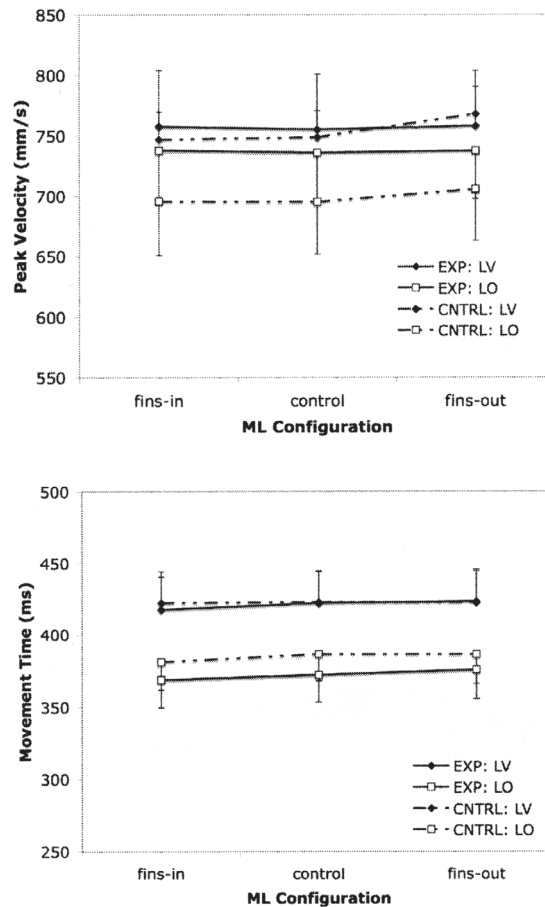 850
800
750
700
650
600
550
Peak Velocity (mm/s)
EXP: LV
EXP: LO
CNTRL: LV
CNTRL: LO
fins-in control fins-out
ML Configuration
500
450
400
350
300
250
Movement Time (ms)
EXP: LV
EXP: LO
CNTRL: LV
CNTRL: LO
fins-in control fins-out
ML Configuration